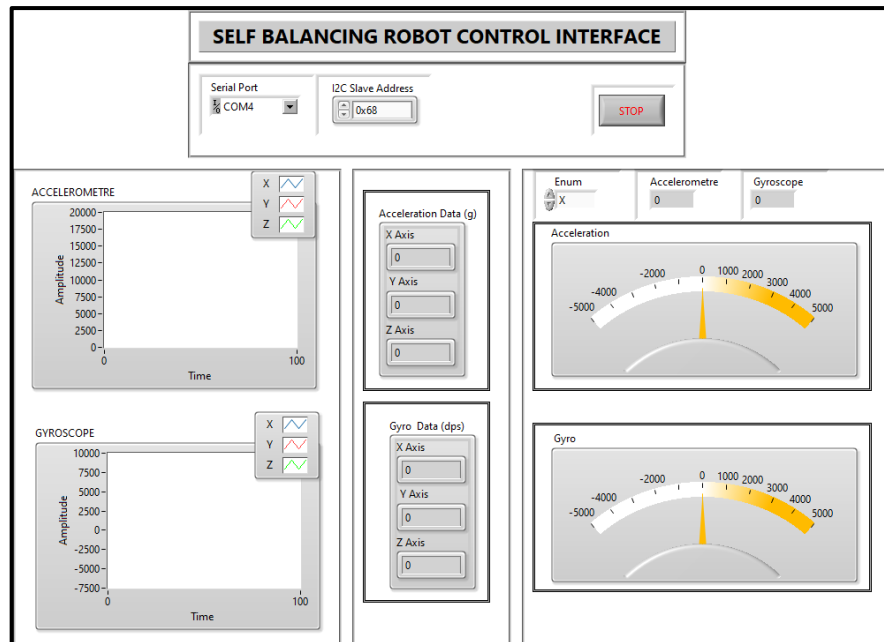 SELF BALANCING ROBOT CONTROL INTERFACE
Serial Port
I/O COM4
I2C Slave Address
0x68
STOP
ACCELEROMETRE
X
Y
Z
Amplitude
20000
17500
15000
12500
10000
7500
5000
2500
0
0 100
Time
GYROSCOPE
X
Y
Z
Amplitude
10000
7500
5000
2500
0
-2500
-5000
-7500
0 100
Time
Acceleration Data (g)
X Axis
0
Y Axis
0
Z Axis
0
Gyro Data (dps)
X Axis
0
Y Axis
0
Z Axis
0
Enum
X
Accelerometre
0
Gyroscope
0
Acceleration
-5000 -4000 -2000 0 1000 2000 3000 4000 5000
Gyro
-5000 -4000 -2000 0 1000 2000 3000 4000 5000